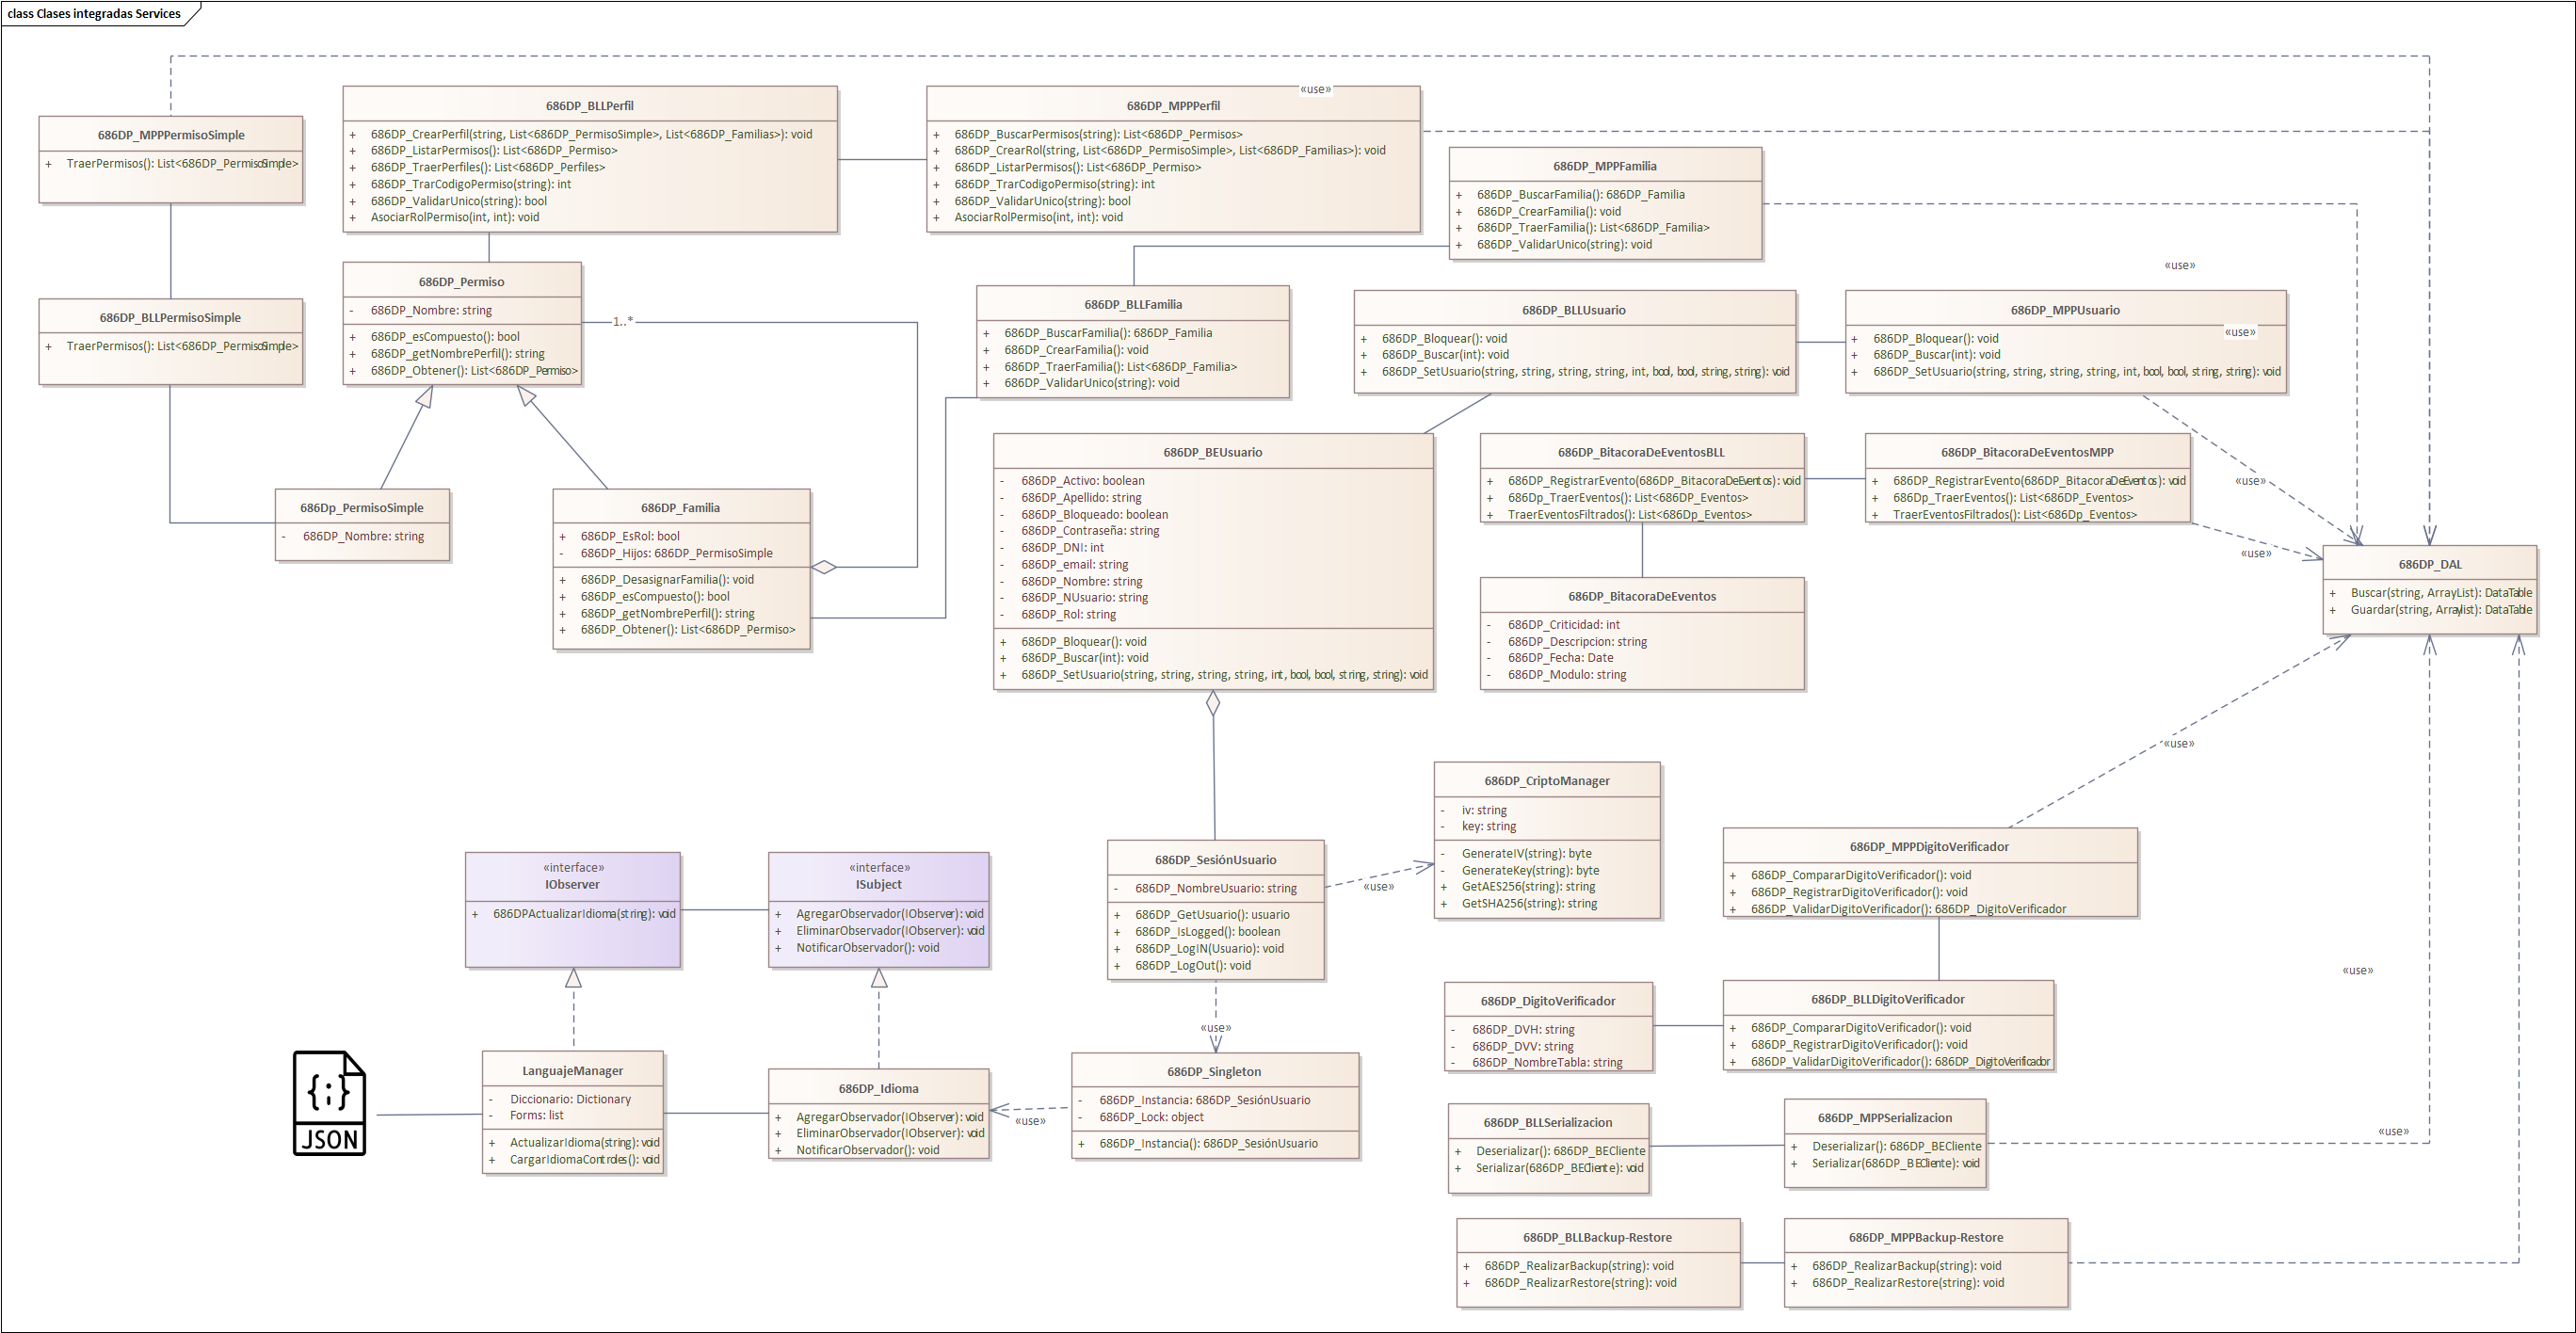 class Clases integradas Services
686DP_MPPPermisoSimple
+ TraerPermisos(): List<686DP_PermisoSimple>
686DP_BLLPerfil
+ 686DP_CrearPerfil(string, List<686DP_PermisoSimple>, List<686DP_Familias>): void
+ 686DP_ListarPermisos(): List<686DP_Permiso>
+ 686DP_TraerPerfiles(): List<686DP_Perfiles>
+ 686DP_TrarCodigoPermiso(string): int
+ 686DP_ValidarUnico(string): bool
+ AsociarRolPermiso(int, int): void
686DP_MPPPerfil
+ 686DP_BuscarPermisos(string): List<686DP_Permisos>
+ 686DP_CrearRol(string, List<686DP_PermisoSimple>, List<686DP_Familias>): void
+ 686DP_ListarPermisos(): List<686DP_Permiso>
+ 686DP_TrarCodigoPermiso(string): int
+ 686DP_ValidarUnico(string): bool
+ AsociarRolPermiso(int, int): void
«use»
686DP_MPPFamilia
+ 686DP_BuscarFamilia(): 686DP_Familia
+ 686DP_CrearFamilia(): void
+ 686DP_TraerFamilia(): List<686DP_Familia>
+ 686DP_ValidarUnico(string): void
«use»
686DP_BLLPermisoSimple
+ TraerPermisos(): List<686DP_PermisoSimple>
686DP_Permiso
- 686DP_Nombre: string
+ 686DP_esCompuesto(): bool
+ 686DP_getNombrePerfil(): string
+ 686DP_Obtener(): List<686DP_Permiso>
1..*
686DP_BLLFamilia
+ 686DP_BuscarFamilia(): 686DP_Familia
+ 686DP_CrearFamilia(): void
+ 686DP_TraerFamilia(): List<686DP_Familia>
+ 686DP_ValidarUnico(string): void
686DP_BLLUsuario
+ 686DP_Bloquear(): void
+ 686DP_Buscar(int): void
+ 686DP_SetUsuario(string, string, string, string, int, bool, bool, string, string): void
686DP_MPPUsuario
«use»
+ 686DP_Bloquear(): void
+ 686DP_Buscar(int): void
+ 686DP_SetUsuario(string, string, string, string, int, bool, bool, string, string): void
686Dp_PermisoSimple
- 686DP_Nombre: string
686DP_Familia
+ 686DP_EsRol: bool
- 686DP_Hijos: 686DP_PermisoSimple
+ 686DP_DesasignarFamilia(): void
+ 686DP_esCompuesto(): bool
+ 686DP_getNombrePerfil(): string
+ 686DP_Obtener(): List<686DP_Permiso>
686DP_BEUsuario
- 686DP_Activo: boolean
- 686DP_Apellido: string
- 686DP_Bloqueado: boolean
- 686DP_Contraseña: string
- 686DP_DNI: int
- 686DP_email: string
- 686DP_Nombre: string
- 686DP_NUsuario: string
- 686DP_Rol: string
+ 686DP_Bloquear(): void
+ 686DP_Buscar(int): void
+ 686DP_SetUsuario(string, string, string, string, int, bool, bool, string, string): void
686DP_BitacoraDeEventosBLL
+ 686DP_RegistrarEvento(686DP_BitacoraDeEventos): void
+ 686Dp_TraerEventos(): List<686DP_Eventos>
+ TraerEventosFiltrados(): List<686Dp_Eventos>
686DP_BitacoraDeEventosMPP
+ 686DP_RegistrarEvento(686DP_BitacoraDeEventos): void
+ 686Dp_TraerEventos(): List<686DP_Eventos>
+ TraerEventosFiltrados(): List<686Dp_Eventos>
«use»
«use»
686DP_BitacoraDeEventos
- 686DP_Criticidad: int
- 686DP_Descripcion: string
- 686DP_Fecha: Date
- 686DP_Modulo: string
686DP_DAL
+ Buscar(string, ArrayList): DataTable
+ Guardar(string, Arraylist): DataTable
«use»
686DP_CriptoManager
- iv: string
- key: string
- GenerateIV(string): byte
- GenerateKey(string): byte
+ GetAES256(string): string
+ GetSHA256(string): string
«interface»
IObserver
+ 686DPActualizarIdioma(string): void
«interface»
ISubject
+ AgregarObservador(IObserver): void
+ EliminarObservador(IObserver): void
+ NotificarObservador(): void
686DP_SesiónUsuario
- 686DP_NombreUsuario: string
+ 686DP_GetUsuario(): usuario
+ 686DP_IsLogged(): boolean
+ 686DP_LogIN(Usuario): void
+ 686DP_LogOut(): void
«use»
686DP_MPPDigitoVerificador
+ 686DP_CompararDigitoVerificador(): void
+ 686DP_RegistrarDigitoVerificador(): void
+ 686DP_ValidarDigitoVerificador(): 686DP_DigitoVerificador
«use»
686DP_DigitoVerificador
- 686DP_DVH: string
- 686DP_DVV: string
- 686DP_NombreTabla: string
686DP_BLLDigitoVerificador
+ 686DP_CompararDigitoVerificador(): void
+ 686DP_RegistrarDigitoVerificador(): void
+ 686DP_ValidarDigitoVerificador(): 686DP_DigitoVerificador
«use»
{;}
JSON
LanguajeManager
- Diccionario: Dictionary
- Forms: list
+ ActualizarIdioma(string): void
+ CargarIdiomaControles(): void
686DP_Idioma
+ AgregarObservador(IObserver): void
+ EliminarObservador(IObserver): void
+ NotificarObservador(): void
«use»
686DP_Singleton
- 686DP_Instancia: 686DP_SesiónUsuario
- 686DP_Lock: object
+ 686DP_Instancia(): 686DP_SesiónUsuario
686DP_BLLSerializacion
+ Deserializar(): 686DP_BECliente
+ Serializar(686DP_BECliente): void
686DP_MPPSerializacion
+ Deserializar(): 686DP_BECliente
+ Serializar(686DP_BECliente): void
«use»
686DP_BLLBackup-Restore
+ 686DP_RealizarBackup(string): void
+ 686DP_RealizarRestore(string): void
686DP_MPPBackup-Restore
+ 686DP_RealizarBackup(string): void
+ 686DP_RealizarRestore(string): void